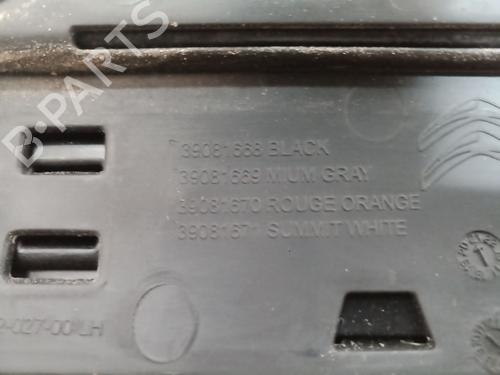 B-PARTS
39081668 BLACK
39081669 MIUM GRAY
39081670 ROUGE ORANGE
39081671 SUMMIT WHITE
2-027-00 LH